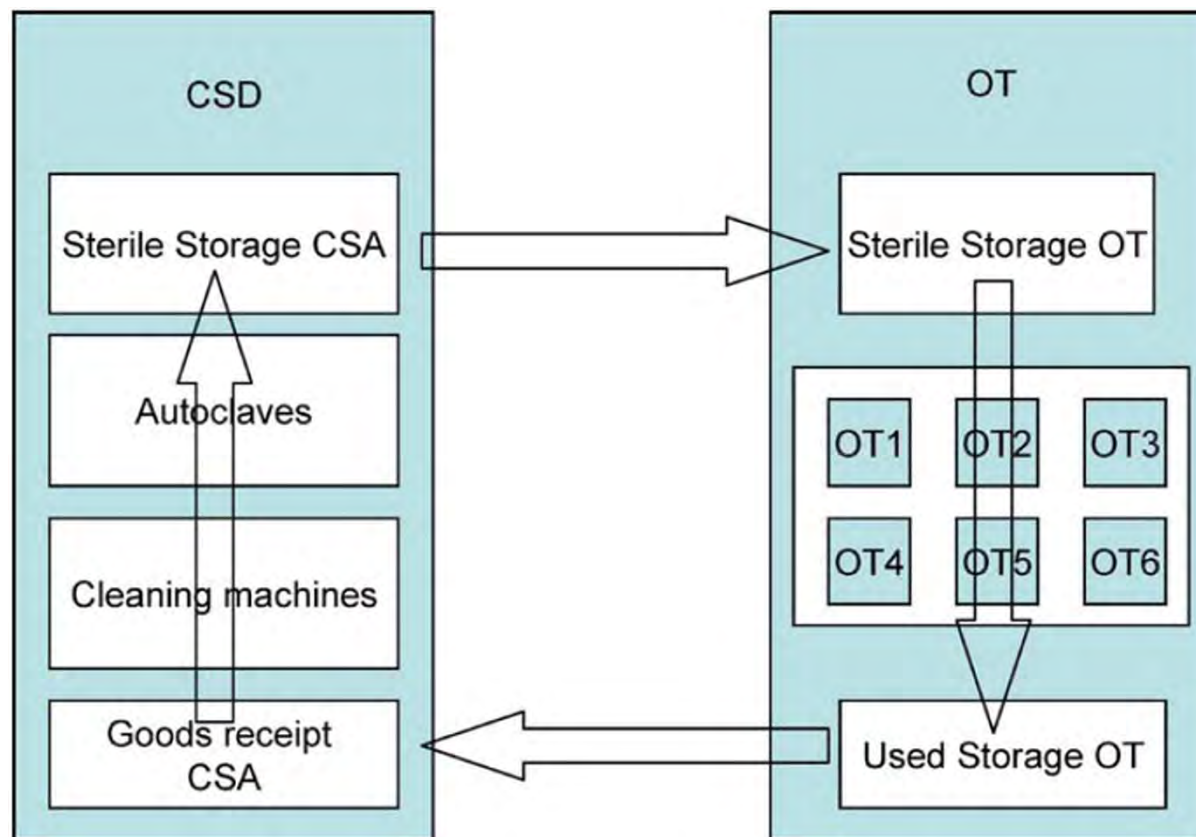 CSD
Sterile Storage CSA
Autoclaves
Cleaning machines
Goods receipt
CSA
OT
Sterile Storage OT
OT1 OT2 OT3
OT4 OT5 OT6
Used Storage OT